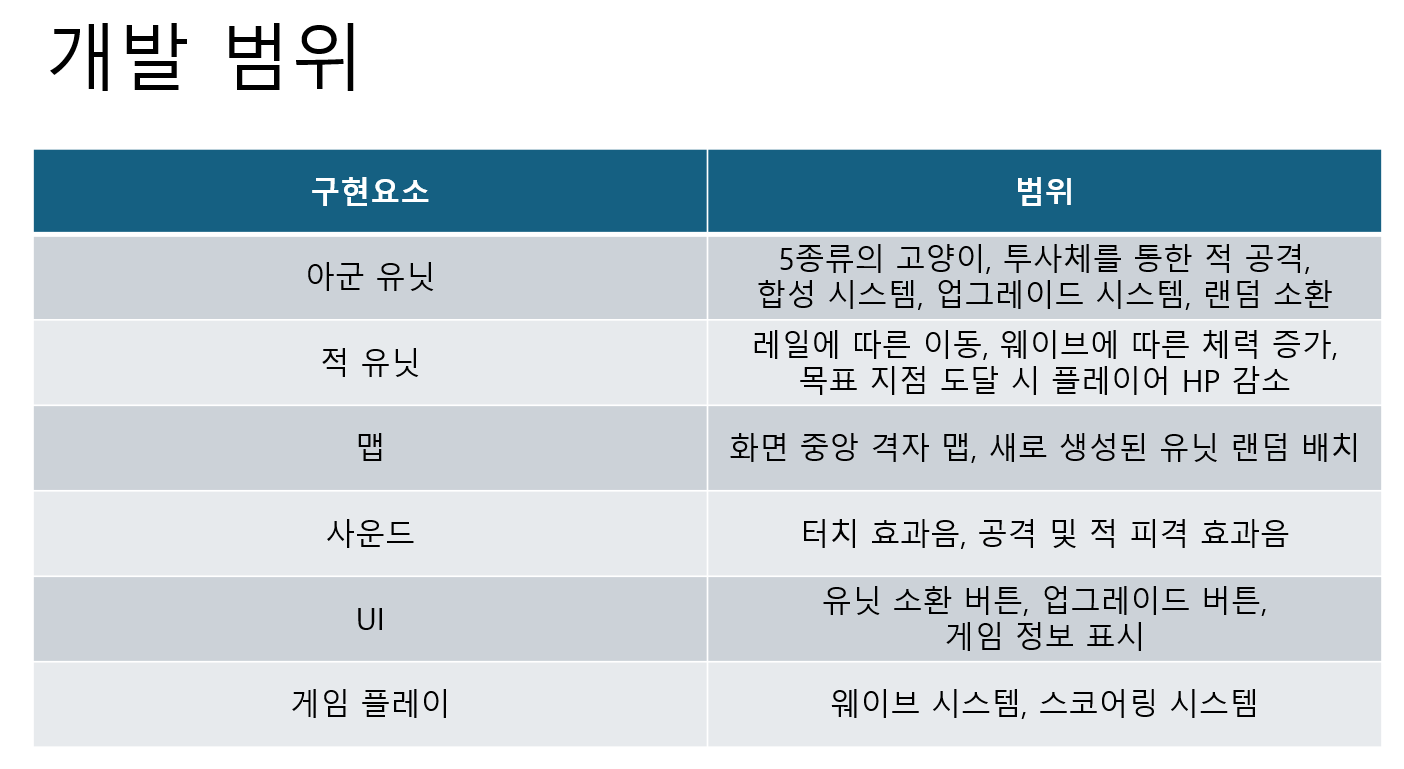 개발 범위
구현요소
범위
아군 유닛
5종류의 고양이, 투사체를 통한 적 공격,
합성 시스템, 업그레이드 시스템, 랜덤 소환
적 유닛
레일에 따른 이동, 웨이브에 따른 체력 증가,
목표 지점 도달 시 플레이어 HP 감소
맵
화면 중앙 격자 맵, 새로 생성된 유닛 랜덤 배치
사운드
터치 효과음, 공격 및 적 피격 효과음
UI
유닛 소환 버튼, 업그레이드 버튼,
게임 정보 표시
게임 플레이
웨이브 시스템, 스코어링 시스템